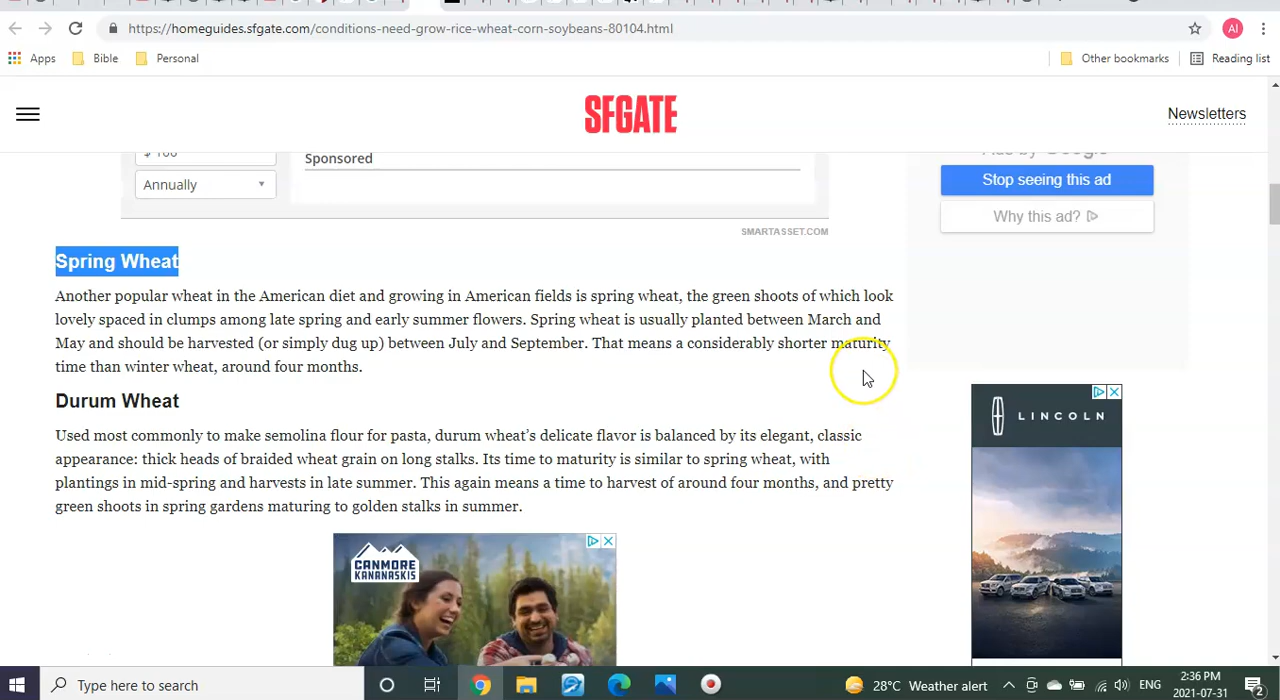 https://homeguides.sfgate.com/conditions-need-grow-rice-wheat-corn-soybeans-80104.html
AI
Apps
Bible
Personal
Other bookmarks
Reading list
SFGATE
Newsletters
Sponsored
Annually
Stop seeing this ad
Why this ad?
SMARTASSET.COM
Spring Wheat
Another popular wheat in the American diet and growing in American fields is spring wheat, the green shoots of which look
lovely spaced in clumps among late spring and early summer flowers. Spring wheat is usually planted between March and
May and should be harvested (or simply dug up) between July and September. That means a considerably shorter maturity
time than winter wheat, around four months.
Durum Wheat
Used most commonly to make semolina flour for pasta, durum wheat’s delicate flavor is balanced by its elegant, classic
appearance: thick heads of braided wheat grain on long stalks. Its time to maturity is similar to spring wheat, with
plantings in mid-spring and harvests in late summer. This again means a time to harvest of around four months, and pretty
green shoots in spring gardens maturing to golden stalks in summer.
LINCOLN
CANMORE
KANANASKIS
Type here to search
28°C Weather alert
ENG
2:36 PM
2021-07-31
2